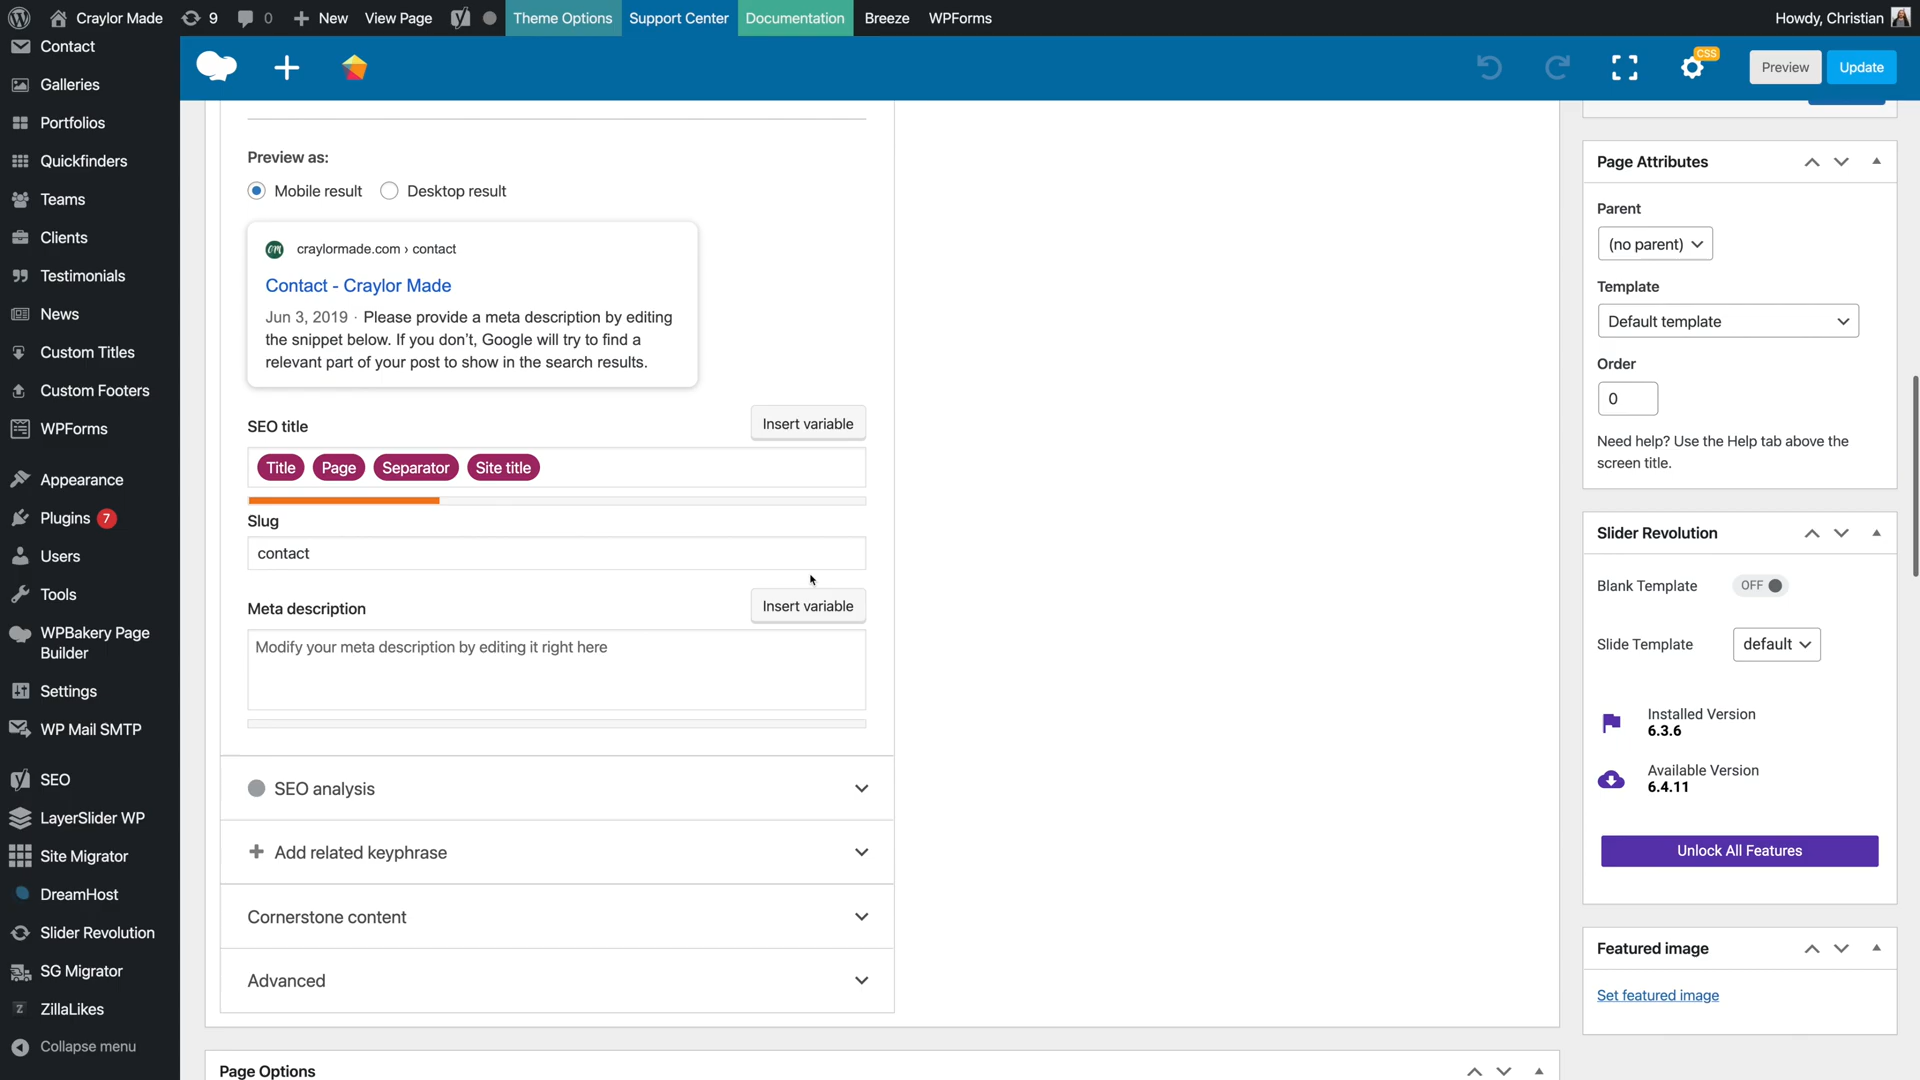 Craylor Made
9
0
New
View Page
Theme Options
Support Center
Documentation
Breeze
WPForms
Howdy, Christian
Contact
Galleries
Portfolios
Quickfinders
Teams
Clients
Testimonials
News
Custom Titles
Custom Footers
WPForms
Appearance
Plugins 7
Users
Tools
WPBakery Page
Builder
Settings
WP Mail SMTP
SEO
LayerSlider WP
Site Migrator
DreamHost
Slider Revolution
SG Migrator
Z ZillaLikes
Collapse menu
CSS
Preview
Update
Preview as:
Mobile result
Desktop result
CM
craylormade.com › contact
Contact - Craylor Made
Jun 3, 2019 · Please provide a meta description by editing
the snippet below. If you don’t, Google will try to find a
relevant part of your post to show in the search results.
SEO title
Insert variable
Title
Page
Separator
Site title
Slug
contact
Meta description
Insert variable
Modify your meta description by editing it right here
SEO analysis
Add related keyphrase
Cornerstone content
Advanced
Page Options
Page Attributes
Parent
(no parent)
Template
Default template
Order
0
Need help? Use the Help tab above the
screen title.
Slider Revolution
Blank Template
OFF
Slide Template
default
Installed Version
6.3.6
Available Version
6.4.11
Unlock All Features
Featured image
Set featured image